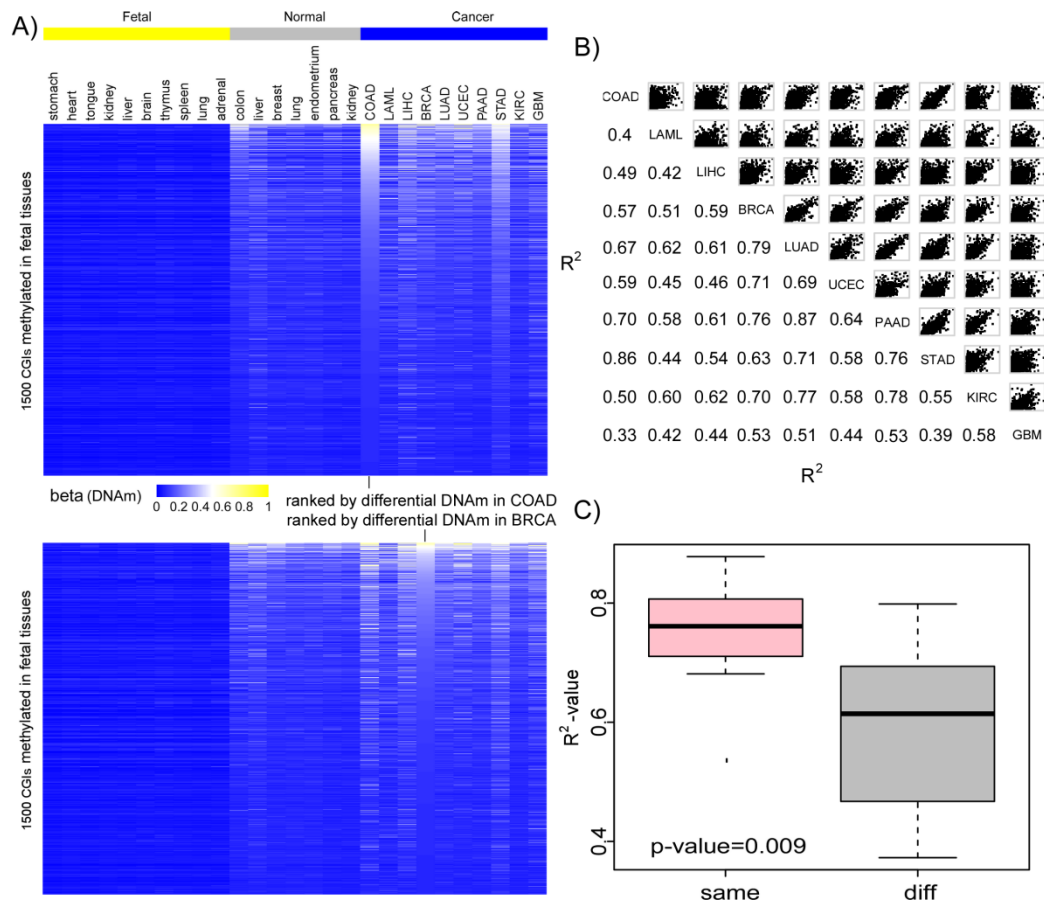 A)
Fetal
Normal
Cancer
stomach
heart
tongue
kidney
liver
brain
thymus
spleen
lung
adrenal
colon
liver
breast
lung
endometrium
pancreas
kidney
COAD
LAML
LIHC
BRCA
LUAD
UCEC
PAAD
STAD
KIRC
GBM
1500 CGIs methylated in fetal tissues
beta (DNAm)
0 0.2 0.4 0.6 0.8 1
ranked by differential DNAm in COAD
ranked by differential DNAm in BRCA
1500 CGIs methylated in fetal tissues
B)
COAD
0.4 LAML
0.49 0.42 LIHC
0.57 0.51 0.59 BRCA
0.67 0.62 0.61 0.79 LUAD
0.59 0.45 0.46 0.71 0.69 UCEC
0.70 0.58 0.61 0.76 0.87 0.64 PAAD
0.86 0.44 0.54 0.63 0.71 0.58 0.76 STAD
0.50 0.60 0.62 0.70 0.77 0.58 0.78 0.55 KIRC
0.33 0.42 0.44 0.53 0.51 0.44 0.53 0.39 0.58 GBM
R²
R²
C)
R²-value
0.8
0.6
0.4
p-value=0.009
same
diff